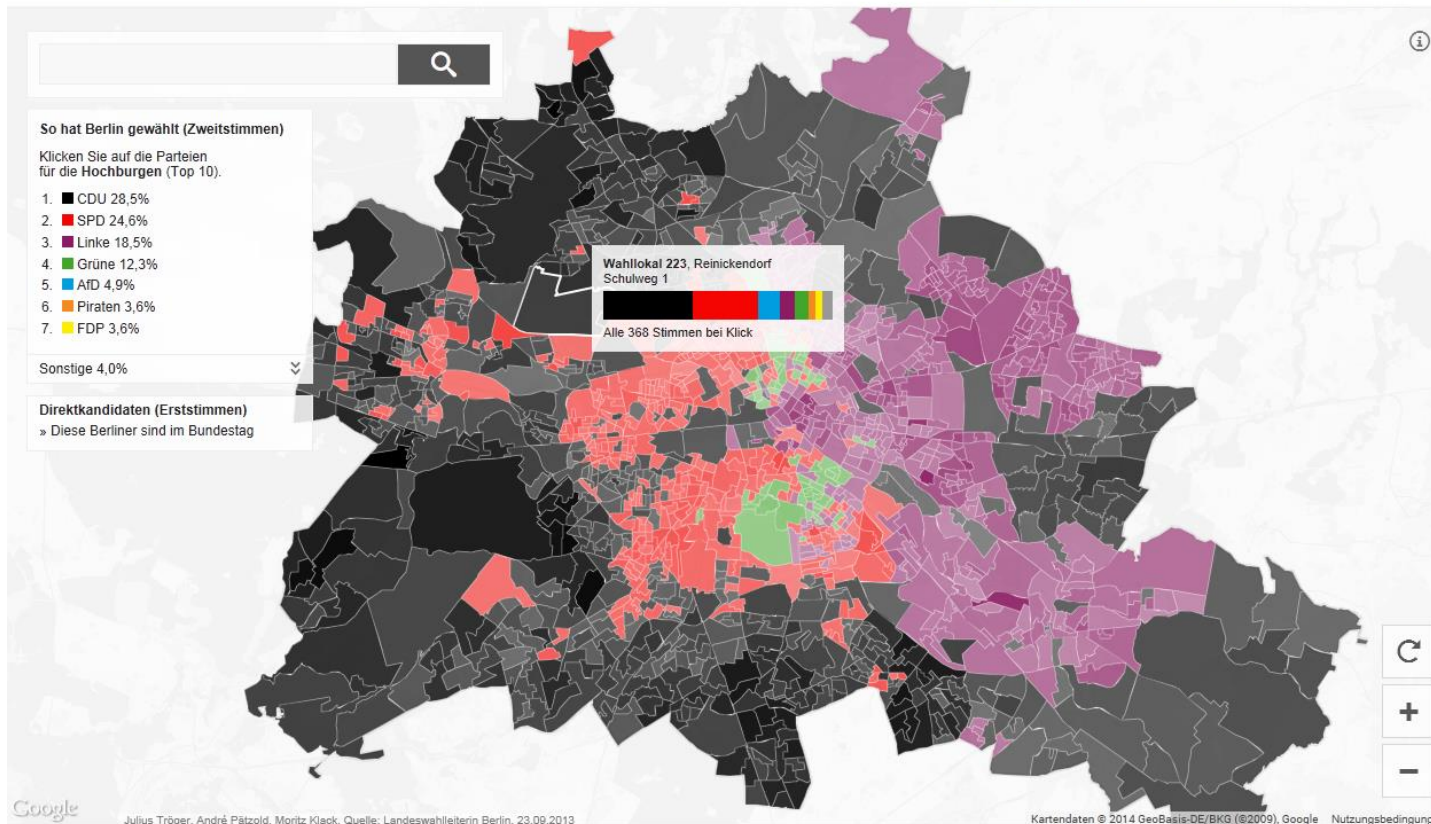 So hat Berlin gewählt (Zweitstimmen)
Klicken Sie auf die Parteien
für die Hochburgen (Top 10).
1. CDU 28,5%
2. SPD 24,6%
3. Linke 18,5%
4. Grüne 12,3%
5. AfD 4,9%
6. Piraten 3,6%
7. FDP 3,6%
Sonstige 4,0%
Direktkandidaten (Erststimmen)
» Diese Berliner sind im Bundestag
Wahllokal 223, Reinickendorf
Schulweg 1
Alle 368 Stimmen bei Klick
Google
Julius Tröger, André Pätzold, Moritz Klack, Quelle: Landeswahlleiterin Berlin, 23.09.2013
Kartendaten © 2014 GeoBasis-DE/BKG (©2009), Google Nutzungsbedingung